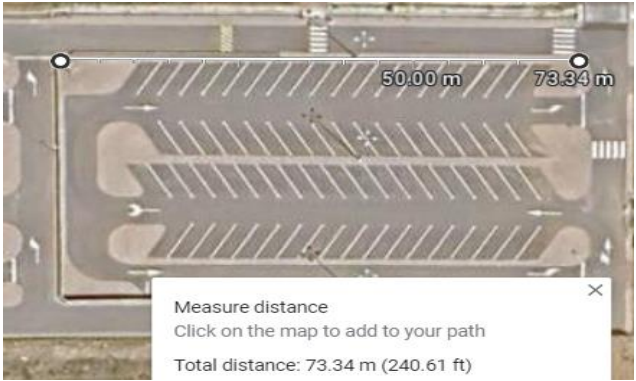 50.00 m 73.34 m
Measure distance
Click on the map to add to your path
Total distance: 73.34 m (240.61 ft)